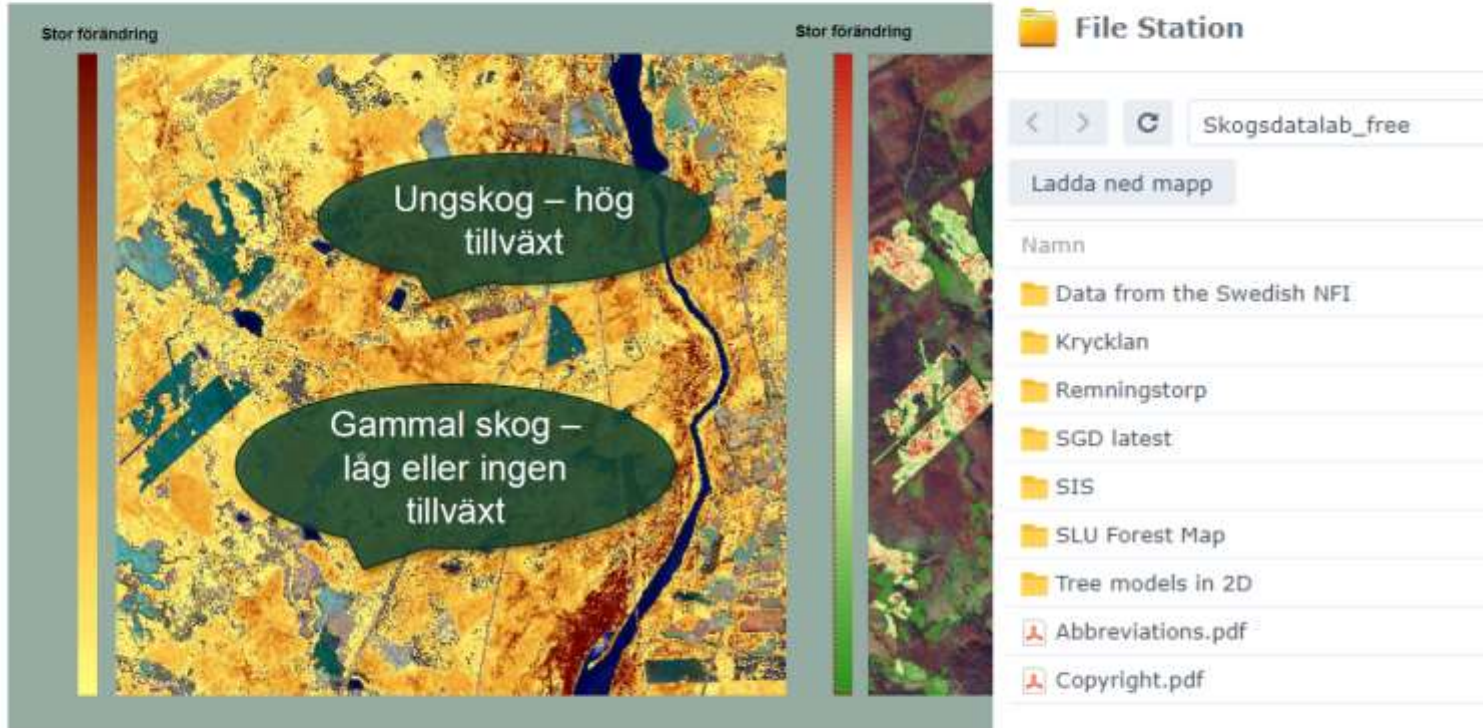 Stor förändring
Ungskog – hög
tillväxt
Gammal skog –
låg eller ingen
tillväxt
Stor förändring
File Station
Skogsdatalab_free
Ladda ned mapp
Namn
Data from the Swedish NFI
Krycklan
Remningstorp
SGD latest
SIS
SLU Forest Map
Tree models in 2D
Abbreviations.pdf
Copyright.pdf